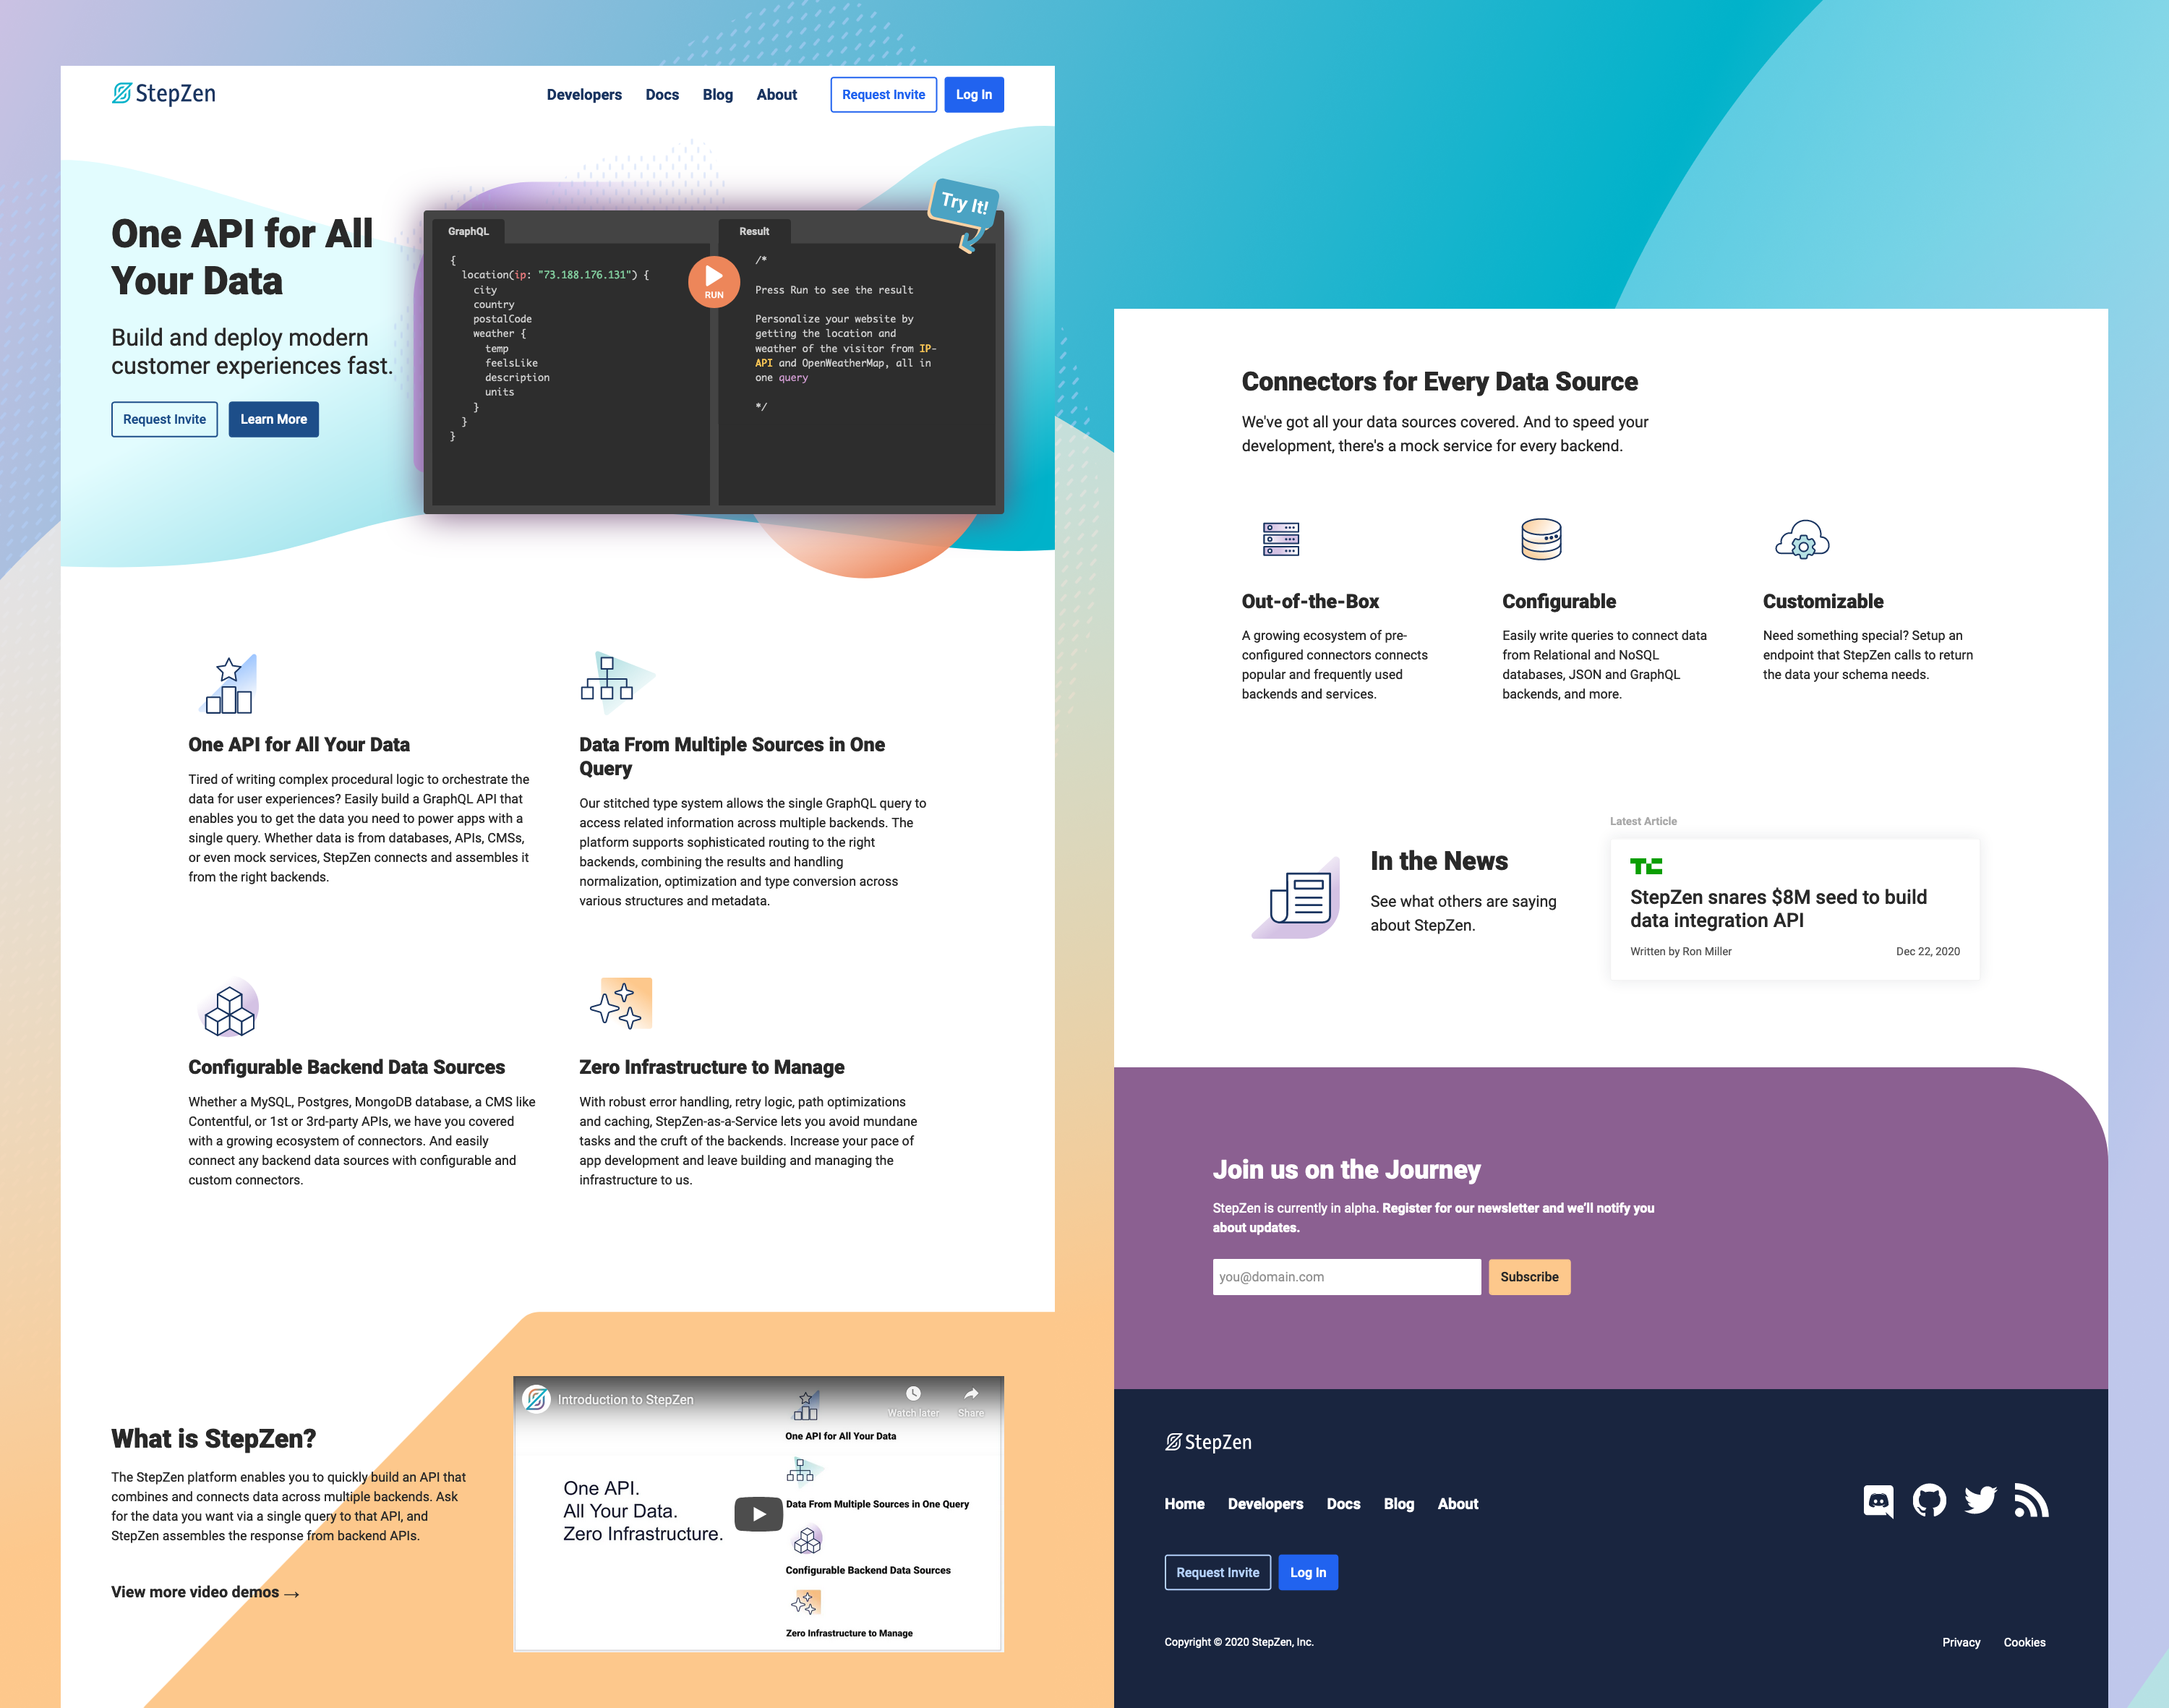 StepZen
Developers Docs Blog About Request Invite Log In
One API for All
Your Data
Build and deploy modern
customer experiences fast.
Request Invite Learn More
Try It!
GraphQL
{
location(ip: "73.188.176.131") {
city
country
postalCode
weather {
temp
feelsLike
description
units
}
}
}
RUN
Result
/*
Press Run to see the result
Personalize your website by
getting the location and
weather of the visitor from IP-
API and OpenWeatherMap, all in
one query
*/
One API for All Your Data
Tired of writing complex procedural logic to orchestrate the
data for user experiences? Easily build a GraphQL API that
enables you to get the data you need to power apps with a
single query. Whether data is from databases, APIs, CMSs,
or even mock services, StepZen connects and assembles it
from the right backends.
Data From Multiple Sources in One
Query
Our stitched type system allows the single GraphQL query to
access related information across multiple backends. The
platform supports sophisticated routing to the right
backends, combining the results and handling
normalization, optimization and type conversion across
various structures and metadata.
Configurable Backend Data Sources
Whether a MySQL, Postgres, MongoDB database, a CMS like
Contentful, or 1st or 3rd-party APIs, we have you covered
with a growing ecosystem of connectors. And easily
connect any backend data sources with configurable and
custom connectors.
Zero Infrastructure to Manage
With robust error handling, retry logic, path optimizations
and caching, StepZen-as-a-Service lets you avoid mundane
tasks and the cruft of the backends. Increase your pace of
app development and leave building and managing the
infrastructure to us.
What is StepZen?
The StepZen platform enables you to quickly build an API that
combines and connects data across multiple backends. Ask
for the data you want via a single query to that API, and
StepZen assembles the response from backend APIs.
View more video demos →
Introduction to StepZen
Watch later Share
One API.
All Your Data.
Zero Infrastructure.
One API for All Your Data
Data From Multiple Sources in One Query
Configurable Backend Data Sources
Zero Infrastructure to Manage
Connectors for Every Data Source
We've got all your data sources covered. And to speed your
development, there's a mock service for every backend.
Out-of-the-Box
A growing ecosystem of pre-
configured connectors connects
popular and frequently used
backends and services.
Configurable
Easily write queries to connect data
from Relational and NoSQL
databases, JSON and GraphQL
backends, and more.
Customizable
Need something special? Setup an
endpoint that StepZen calls to return
the data your schema needs.
In the News
See what others are saying
about StepZen.
Latest Article
TC
StepZen snares $8M seed to build
data integration API
Written by Ron Miller Dec 22, 2020
Join us on the Journey
StepZen is currently in alpha. Register for our newsletter and we'll notify you
about updates.
you@domain.com Subscribe
StepZen
Home Developers Docs Blog About
Request Invite Log In
Copyright © 2020 StepZen, Inc. Privacy Cookies